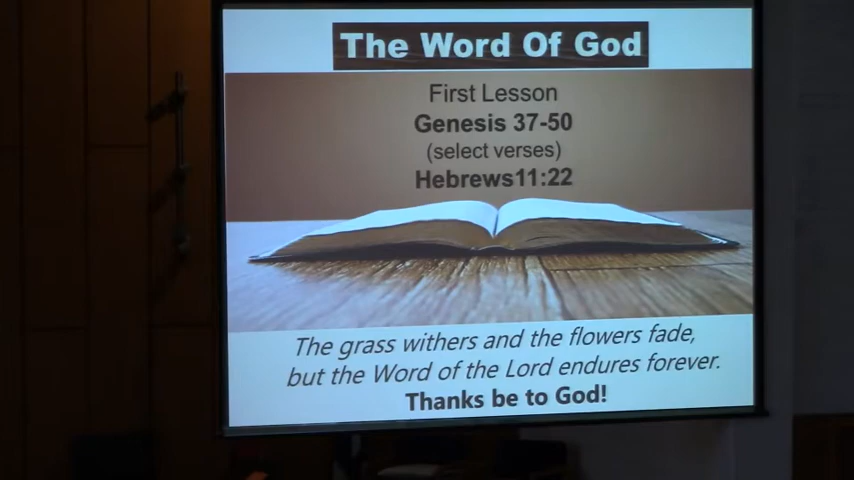 The Word Of God
First Lesson
Genesis 37-50
(select verses)
Hebrews11:22
The grass withers and the flowers fade,
but the Word of the Lord endures forever.
Thanks be to God!